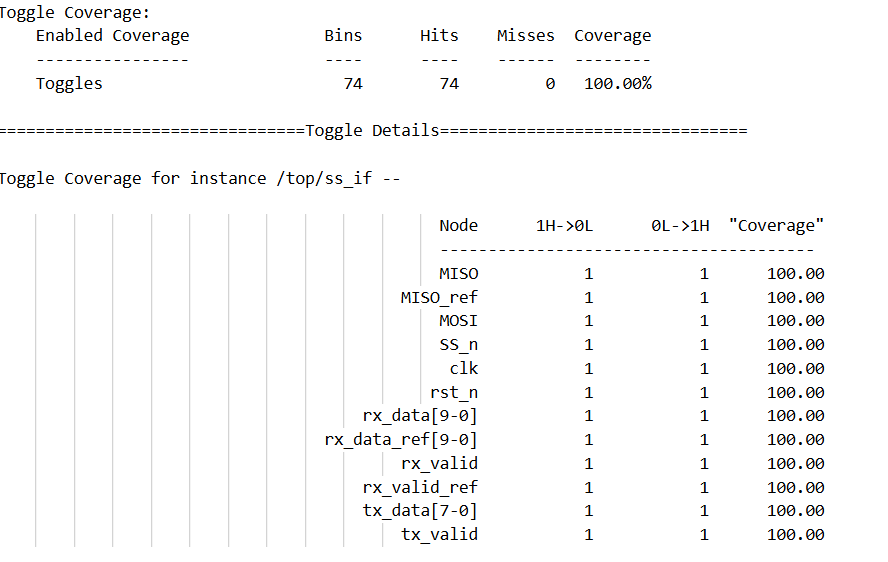 Toggle Coverage:
    Enabled Coverage              Bins      Hits    Misses  Coverage
    ----------------              ----      ----    ------  --------
    Toggles                         74        74         0   100.00%

================================Toggle Details================================

Toggle Coverage for instance /top/ss_if --

                                              Node      1H->0L      0L->1H  "Coverage"
                                              ---------------------------------------
                                              MISO           1           1      100.00
                                          MISO_ref           1           1      100.00
                                              MOSI           1           1      100.00
                                              SS_n           1           1      100.00
                                               clk           1           1      100.00
                                             rst_n           1           1      100.00
                                      rx_data[9-0]           1           1      100.00
                                  rx_data_ref[9-0]           1           1      100.00
                                          rx_valid           1           1      100.00
                                      rx_valid_ref           1           1      100.00
                                      tx_data[7-0]           1           1      100.00
                                          tx_valid           1           1      100.00